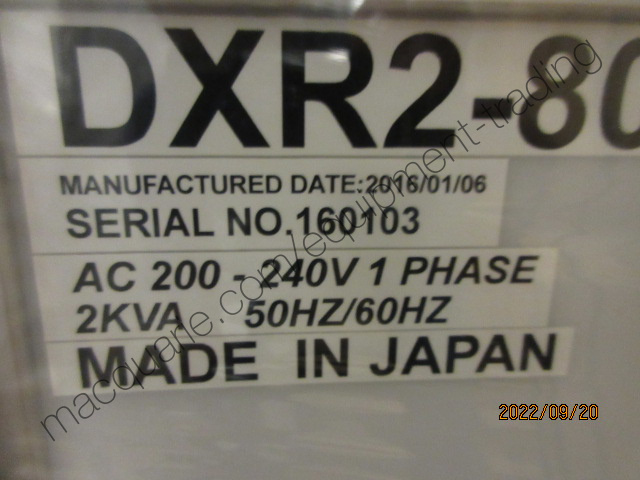 DXR2-80
MANUFACTURED DATE:2016/01/06
SERIAL NO.160103
AC 200 - 240V 1 PHASE
2KVA 50HZ/60HZ
MADE IN JAPAN
macquarie.com/equipment-trading
2022/09/20